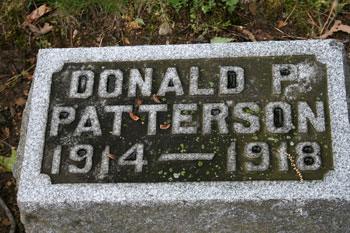 DONALD P.
PATTERSON
1914 — 1918